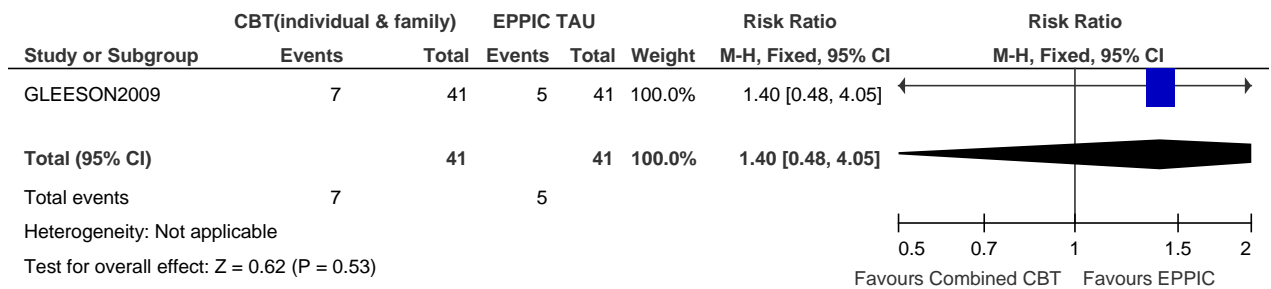 CBT(individual & family) EPPIC TAU Risk Ratio Risk Ratio
Study or Subgroup Events Total Events Total Weight M-H, Fixed, 95% CI M-H, Fixed, 95% CI
GLEESON2009 7 41 5 41 100.0% 1.40 [0.48, 4.05]
Total (95% CI) 41 41 100.0% 1.40 [0.48, 4.05]
Total events 7 5
Heterogeneity: Not applicable
Test for overall effect: Z = 0.62 (P = 0.53)
0.5 0.7 1 1.5 2
Favours Combined CBT Favours EPPIC